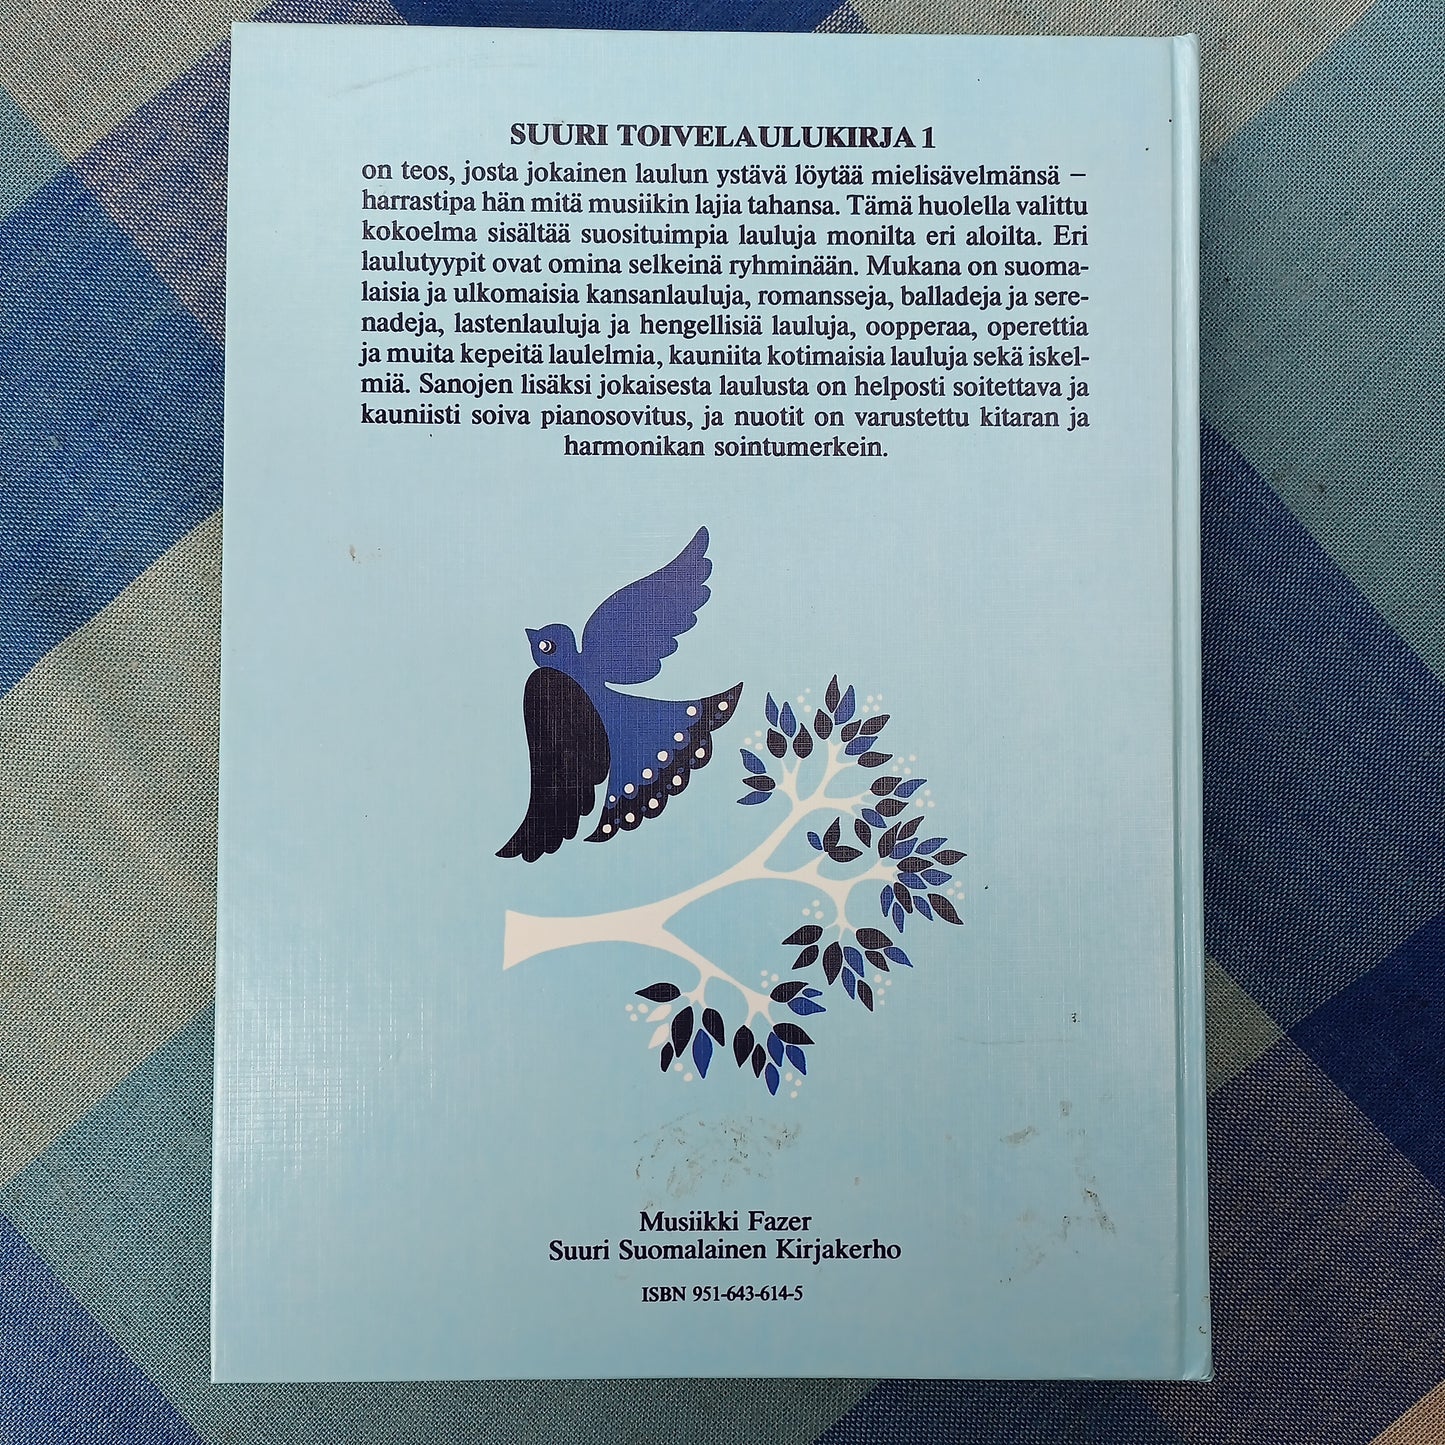 SUURI TOIVELAULUKIRJA 1
on teos, josta jokainen laulun ystävä löytää mielisävelmänsä –
harrastipa hän mitä musiikin lajia tahansa. Tämä huolella valittu
kokoelma sisältää suosituimpia lauluja monilta eri aloilta. Eri
laulutyypit ovat omina selkeinä ryhminään. Mukana on suoma-
laisia ja ulkomaisia kansanlauluja, romansseja, balladeja ja sere-
nadeja, lastenlauluja ja hengellisiä lauluja, oopperaa, operettia
ja muita kepeitä laulelmia, kauniita kotimaisia lauluja sekä iskel-
miä. Sanojen lisäksi jokaisesta laulusta on helposti soitettava ja
kauniisti soiva pianosovitus, ja nuotit on varustettu kitaran ja
harmonikan sointumerkein.
Musiikki Fazer
Suuri Suomalainen Kirjakerho
ISBN 951-643-614-5